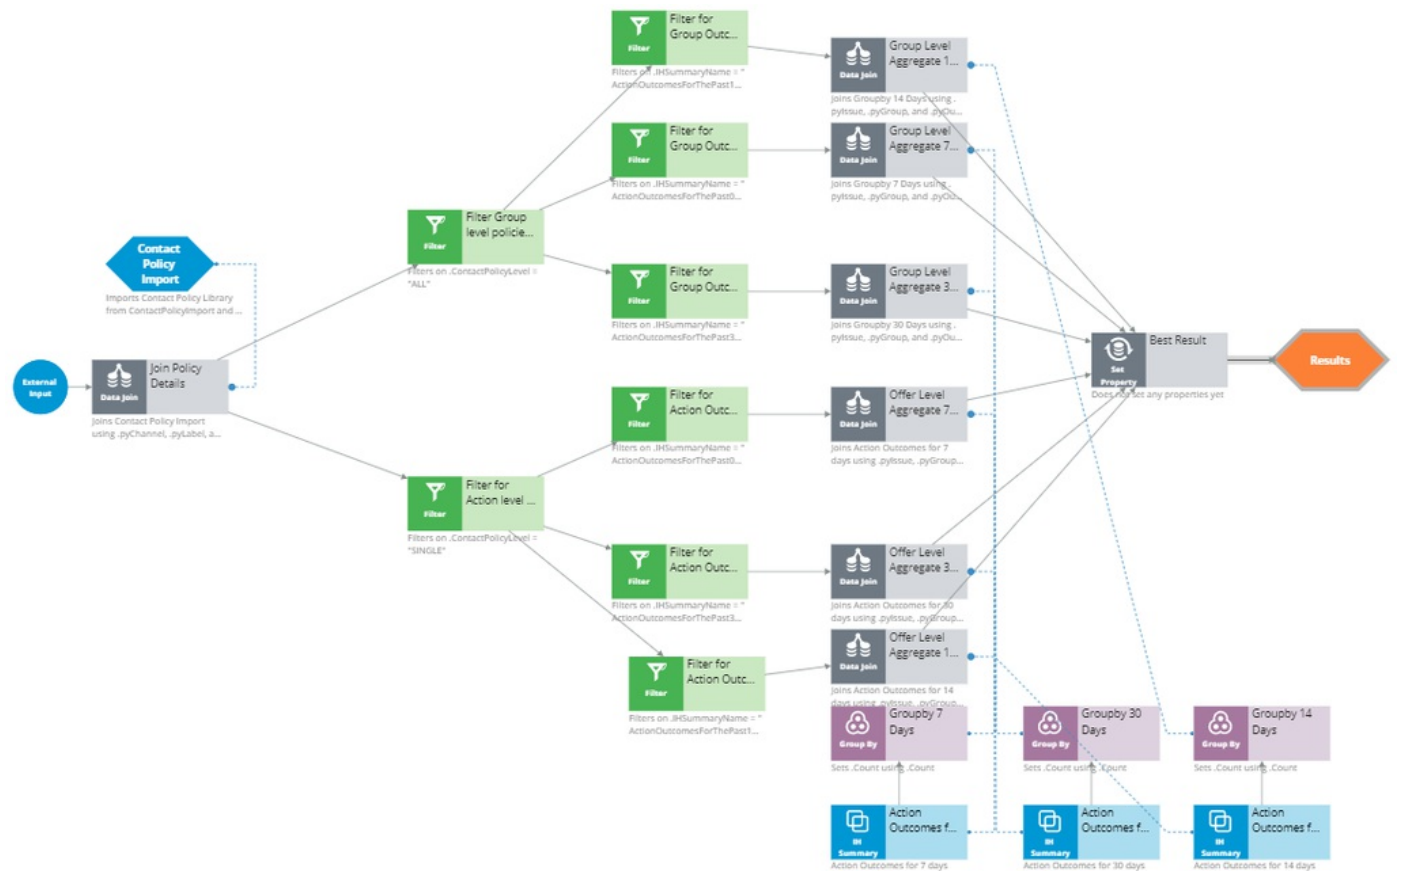 Filter for
Group Outc...
Filter
Filters on .IHSummaryName = "
ActionOutcomesForThePast1...
Group Level
Aggregate 1...
Data Join
Joins Groupby 14 Days using .
pyIssue, .pyGroup, and .pyOu...
Filter for
Group Outc...
Filter
Filters on .IHSummaryName = "
ActionOutcomesForThePast0...
Group Level
Aggregate 7...
Data Join
Joins Groupby 7 Days using .
pyIssue, .pyGroup, and .pyOu...
Filter Group
level policie...
Filter
Filters on .ContactPolicyLevel =
"ALL"
Contact
Policy
Import
Imports Contact Policy Library
from ContactPolicyImport and ...
Filter for
Group Outc...
Filter
Filters on .IHSummaryName = "
ActionOutcomesForThePast3...
Group Level
Aggregate 3...
Data Join
Joins Groupby 30 Days using .
pyIssue, .pyGroup, and .pyOu...
Best Result
Set
Property
Does not set any properties yet
Results
External
Input
Join Policy
Details
Data Join
Joins Contact Policy Import
using .pyChannel, .pyLabel, a...
Filter for
Action Outc...
Filter
Filters on .IHSummaryName = "
ActionOutcomesForThePast0...
Offer Level
Aggregate 7...
Data Join
Joins Action Outcomes for 7
days using .pyIssue, .pyGroup...
Filter for
Action level ...
Filter
Filters on .ContactPolicyLevel =
"SINGLE"
Filter for
Action Outc...
Filter
Filters on .IHSummaryName = "
ActionOutcomesForThePast3...
Offer Level
Aggregate 3...
Data Join
Joins Action Outcomes for 30
days using .pyIssue, .pyGroup...
Filter for
Action Outc...
Filter
Filters on .IHSummaryName = "
ActionOutcomesForThePast1...
Offer Level
Aggregate 1...
Data Join
Joins Action Outcomes for 14
days using .pyIssue, .pyGroup...
Groupby 7
Days
Group By
Sets .Count using .Count
Groupby 30
Days
Group By
Sets .Count using .Count
Groupby 14
Days
Group By
Sets .Count using .Count
Action
Outcomes f...
IH
Summary
Action Outcomes for 7 days
Action
Outcomes f...
IH
Summary
Action Outcomes for 30 days
Action
Outcomes f...
IH
Summary
Action Outcomes for 14 days